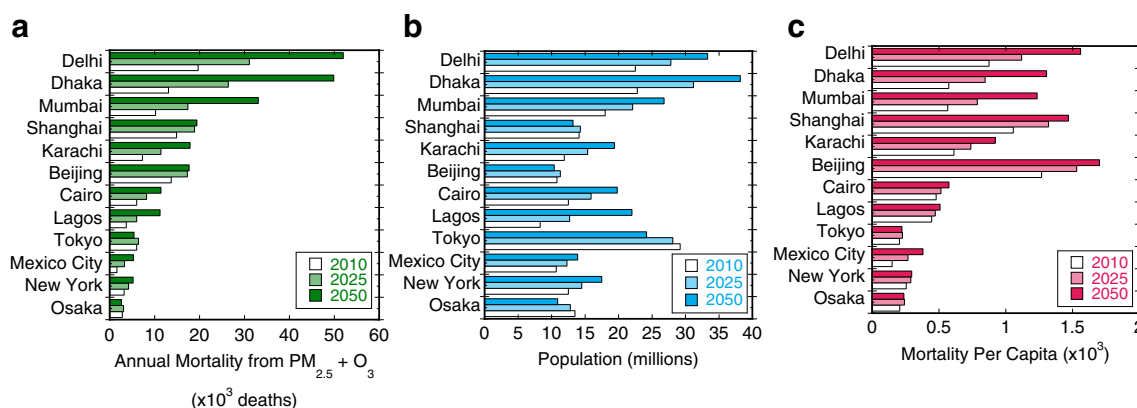 a
Delhi
Dhaka
Mumbai
Shanghai
Karachi
Beijing
Cairo
Lagos
Tokyo
Mexico City
New York
Osaka
2010
2025
2050
0 10 20 30 40 50 60
Annual Mortality from PM2.5 + O3
(x10³ deaths)
b
Delhi
Dhaka
Mumbai
Shanghai
Karachi
Beijing
Cairo
Lagos
Tokyo
Mexico City
New York
Osaka
2010
2025
2050
0 5 10 15 20 25 30 35 40
Population (millions)
c
Delhi
Dhaka
Mumbai
Shanghai
Karachi
Beijing
Cairo
Lagos
Tokyo
Mexico City
New York
Osaka
2010
2025
2050
0 0.5 1 1.5 2
Mortality Per Capita (x10³)